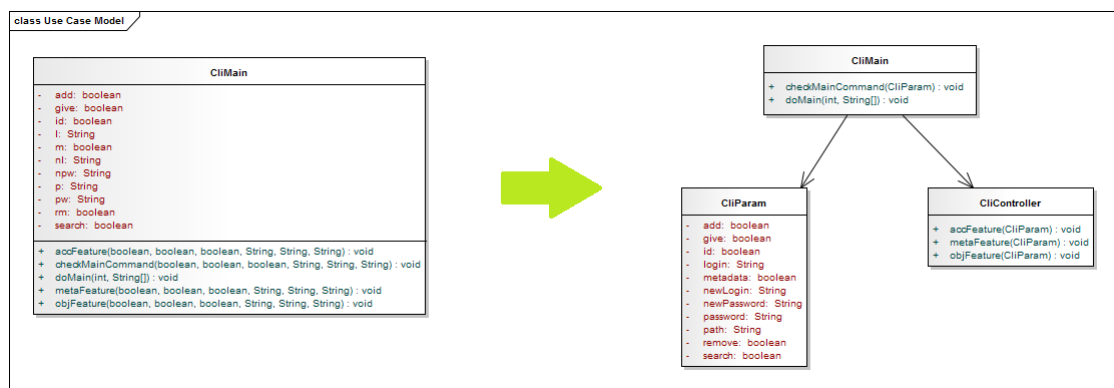 class Use Case Model
CliMain
- add: boolean
- give: boolean
- id: boolean
- l: String
- m: boolean
- nl: String
- npw: String
- p: String
- pw: String
- rm: boolean
- search: boolean
+ accFeature(boolean, boolean, boolean, String, String, String) : void
+ checkMainCommand(boolean, boolean, boolean, String, String, String) : void
+ doMain(int, String[]) : void
+ metaFeature(boolean, boolean, boolean, String, String, String) : void
+ objFeature(boolean, boolean, boolean, String, String, String) : void
CliMain
+ checkMainCommand(CliParam) : void
+ doMain(int, String[]) : void
CliParam
- add: boolean
- give: boolean
- id: boolean
- login: String
- metadata: boolean
- newLogin: String
- newPassword: String
- password: String
- path: String
- remove: boolean
- search: boolean
CliController
+ accFeature(CliParam) : void
+ metaFeature(CliParam) : void
+ objFeature(CliParam) : void